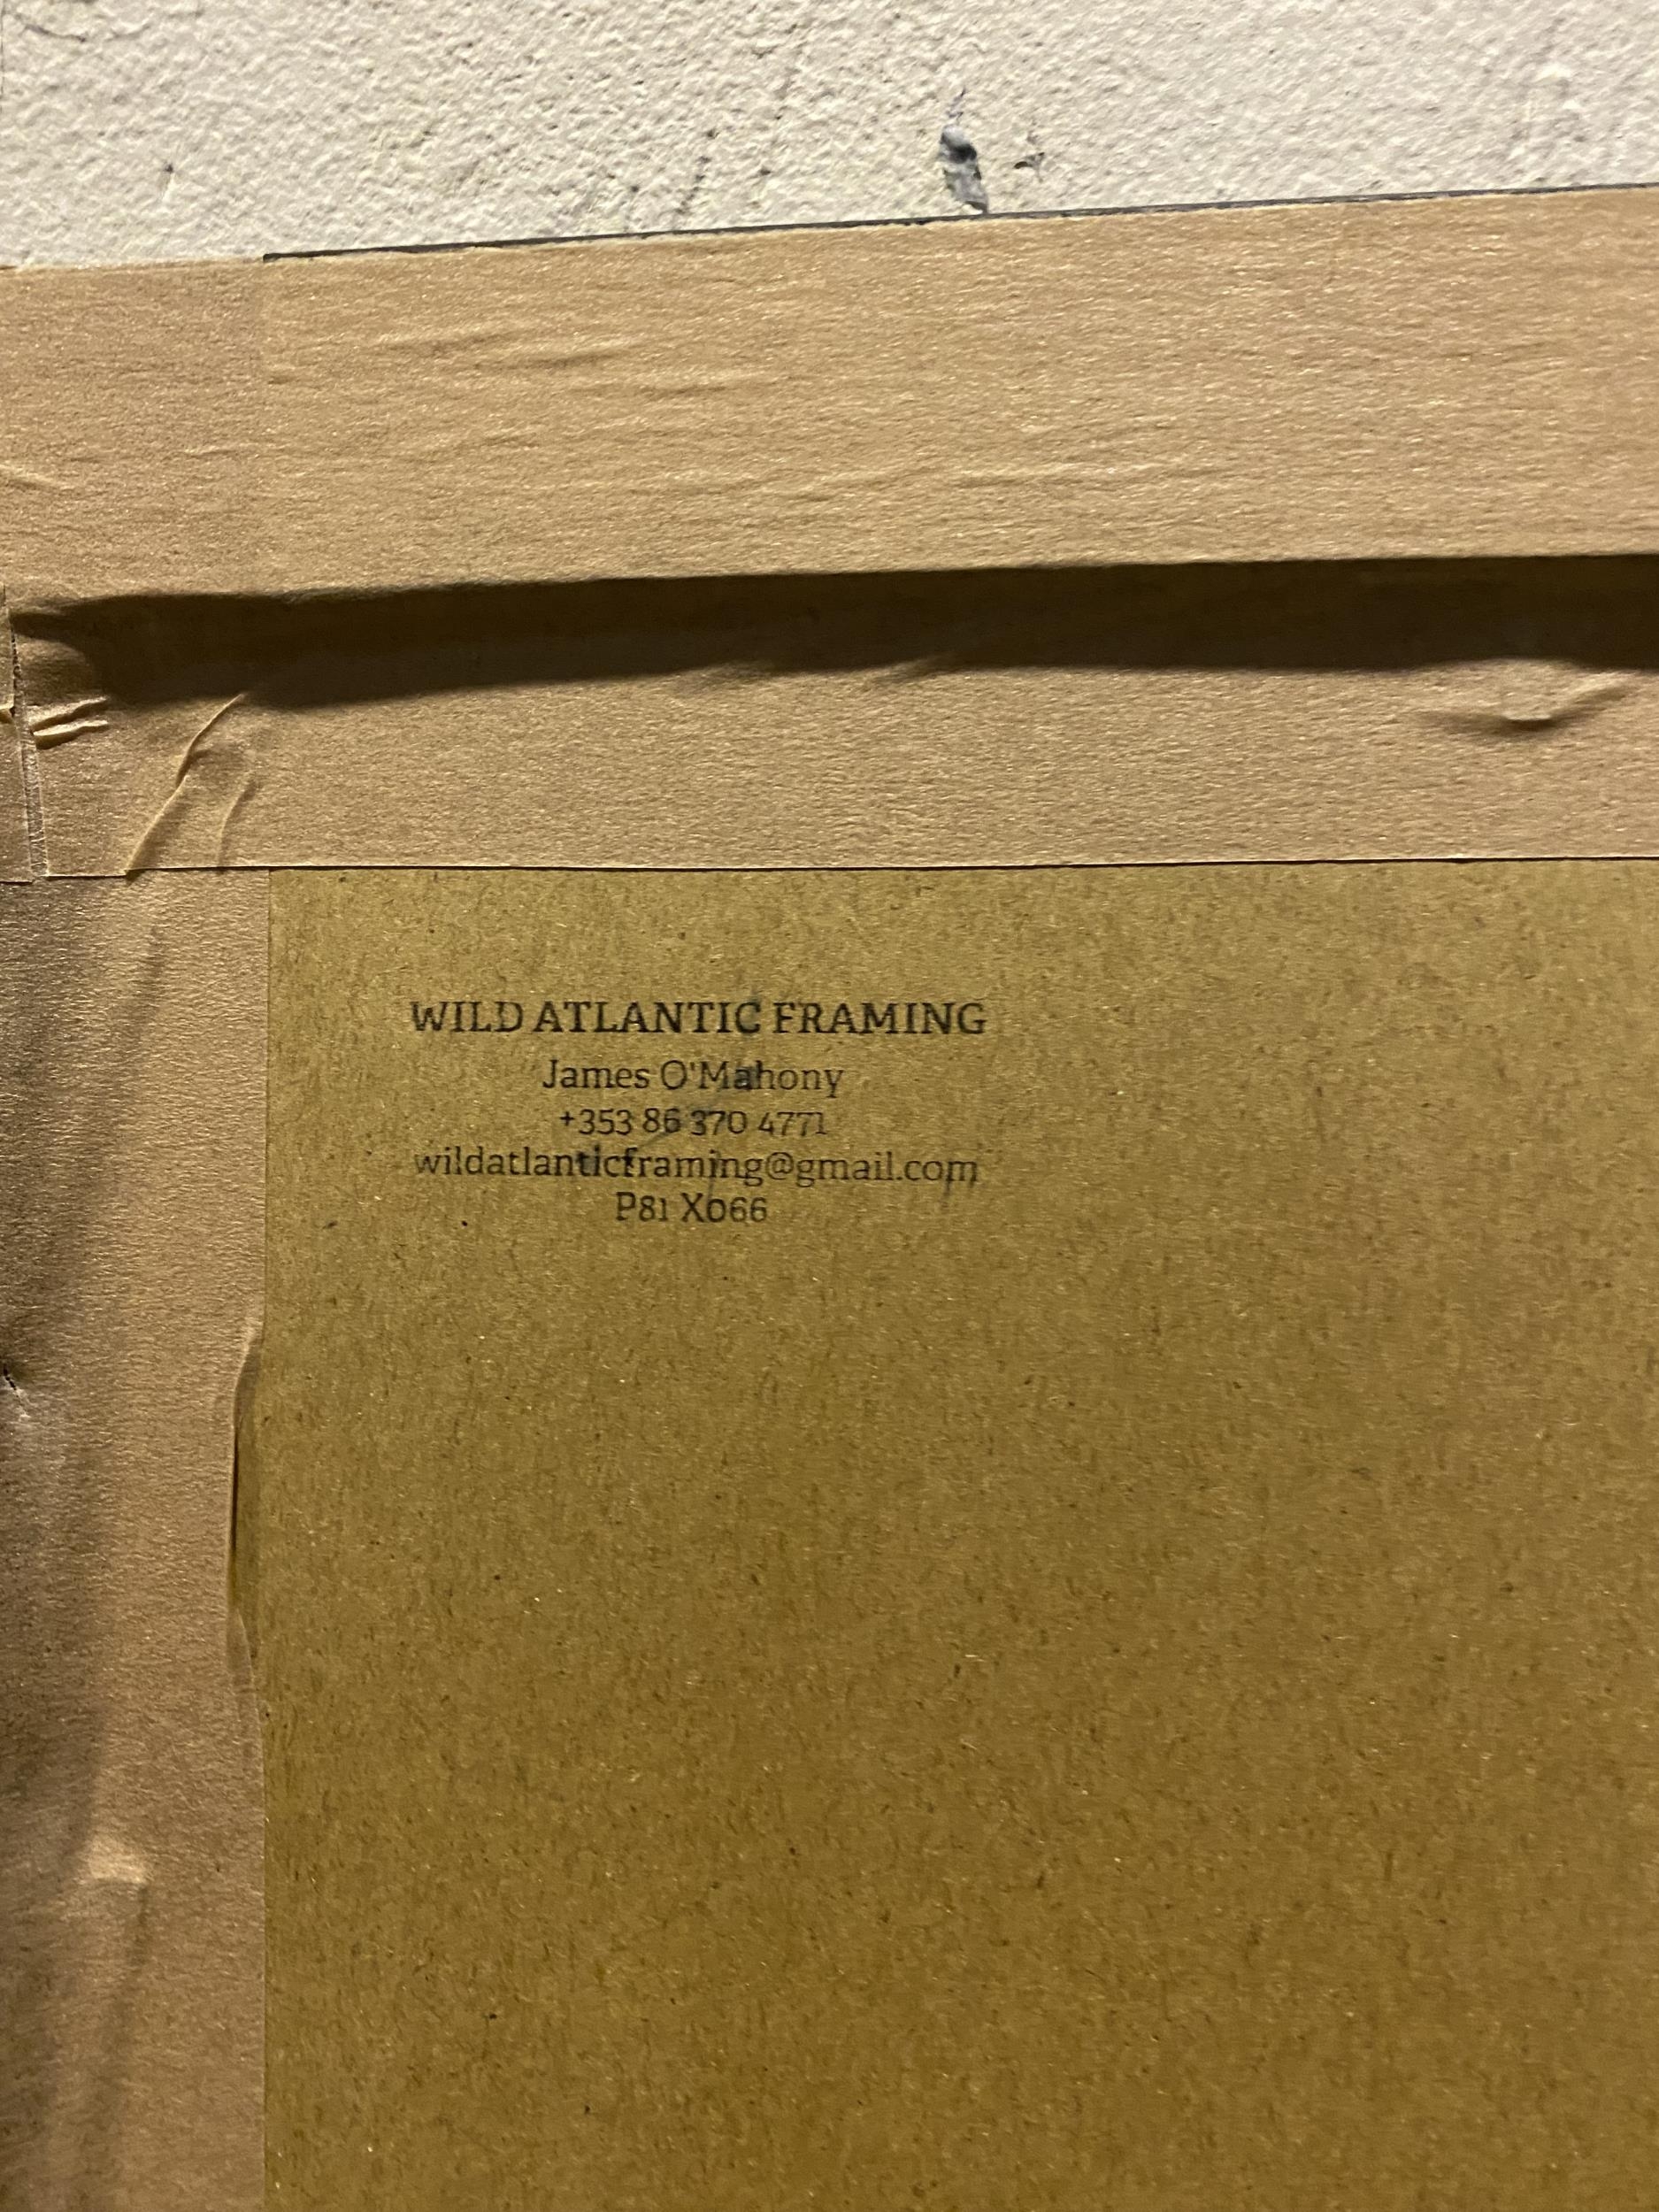 WILD ATLANTIC FRAMING
James O'Mahony
+353 86 370 4771
wildatlanticframing@gmail.com
P81 X066